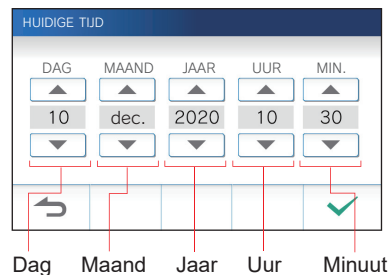 HUIDIGE TIJD
DAG MAAND JAAR UUR MIN.
10 dec. 2020 10 30
Dag Maand Jaar Uur Minuut